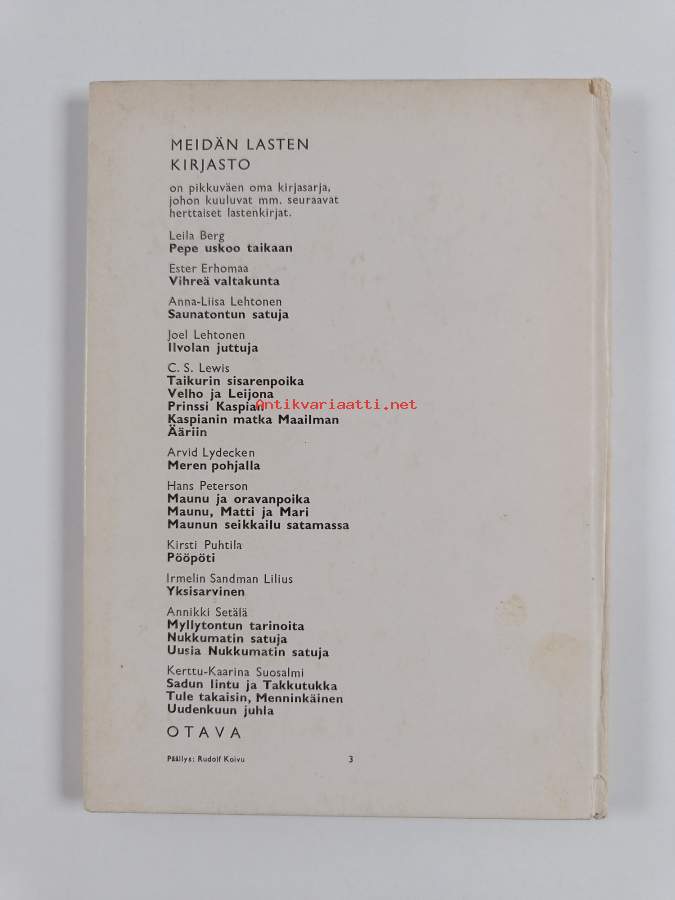 MEIDÄN LASTEN
KIRJASTO
on pikkuväen oma kirjasarja,
johon kuuluvat mm. seuraavat
herttaiset lastenkirjat.
Leila Berg
Pepe uskoo taikaan
Ester Erhomaa
Vihreä valtakunta
Anna-Liisa Lehtonen
Saunatontun satuja
Joel Lehtonen
Ilvolan juttuja
C. S. Lewis
Taikurin sisarenpoika
Velho ja Leijona
Prinssi Kaspian
Antikvariaatti.net
Kaspianin matka Maailman
Ääriin
Arvid Lydecken
Meren pohjalla
Hans Peterson
Maunu ja oravanpoika
Maunu, Matti ja Mari
Maunun seikkailu satamassa
Kirsti Puhtila
Pööpöti
Irmelin Sandman Lilius
Yksisarvinen
Annikki Setälä
Myllytontun tarinoita
Nukkumatin satuja
Uusia Nukkumatin satuja
Kerttu-Kaarina Suosalmi
Sadun lintu ja Takkutukka
Tule takaisin, Menninkäinen
Uudenkuun juhla
OTAVA
Päällys: Rudolf Koivu 3